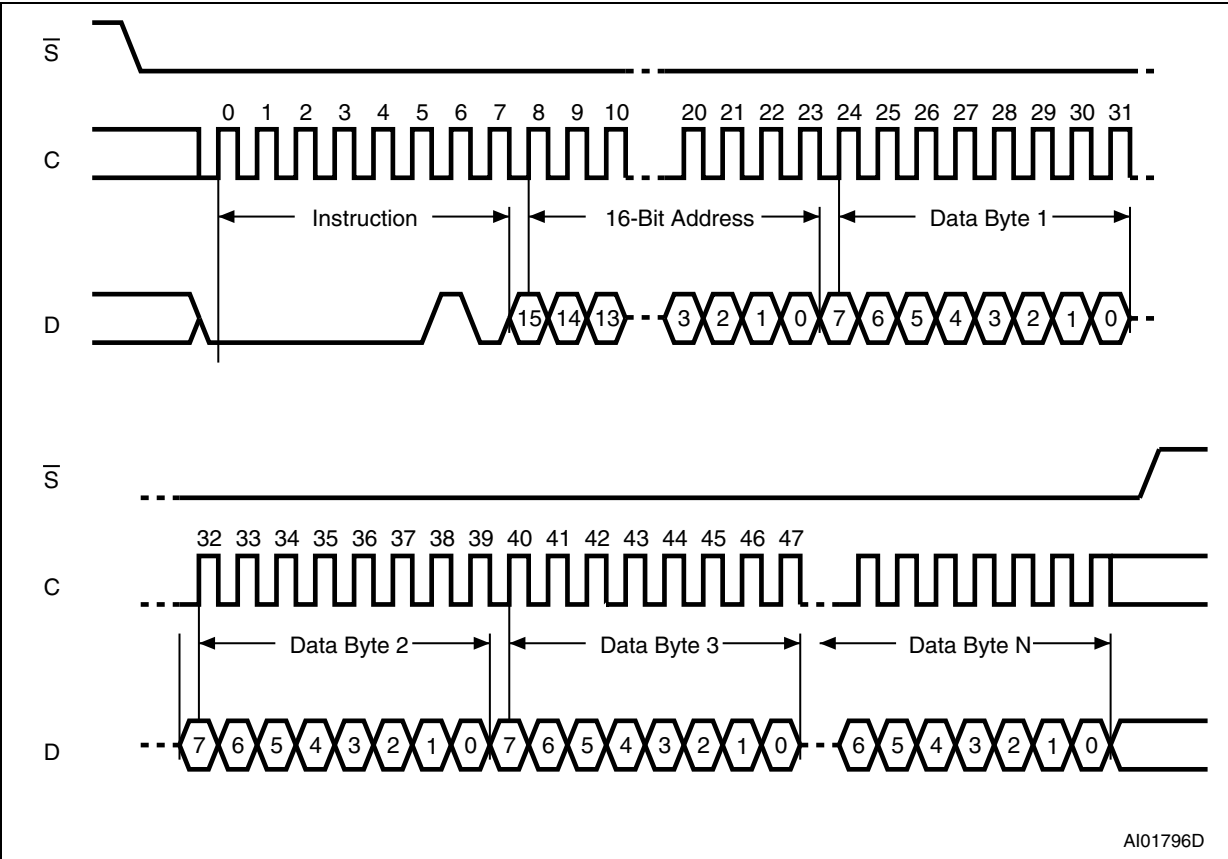 S̅
0 1 2 3 4 5 6 7 8 9 10 20 21 22 23 24 25 26 27 28 29 30 31
C
Instruction 16-Bit Address Data Byte 1
D 15 14 13 3 2 1 0 7 6 5 4 3 2 1 0
S̅
32 33 34 35 36 37 38 39 40 41 42 43 44 45 46 47
C
Data Byte 2 Data Byte 3 Data Byte N
D 7 6 5 4 3 2 1 0 7 6 5 4 3 2 1 0 6 5 4 3 2 1 0
AI01796D